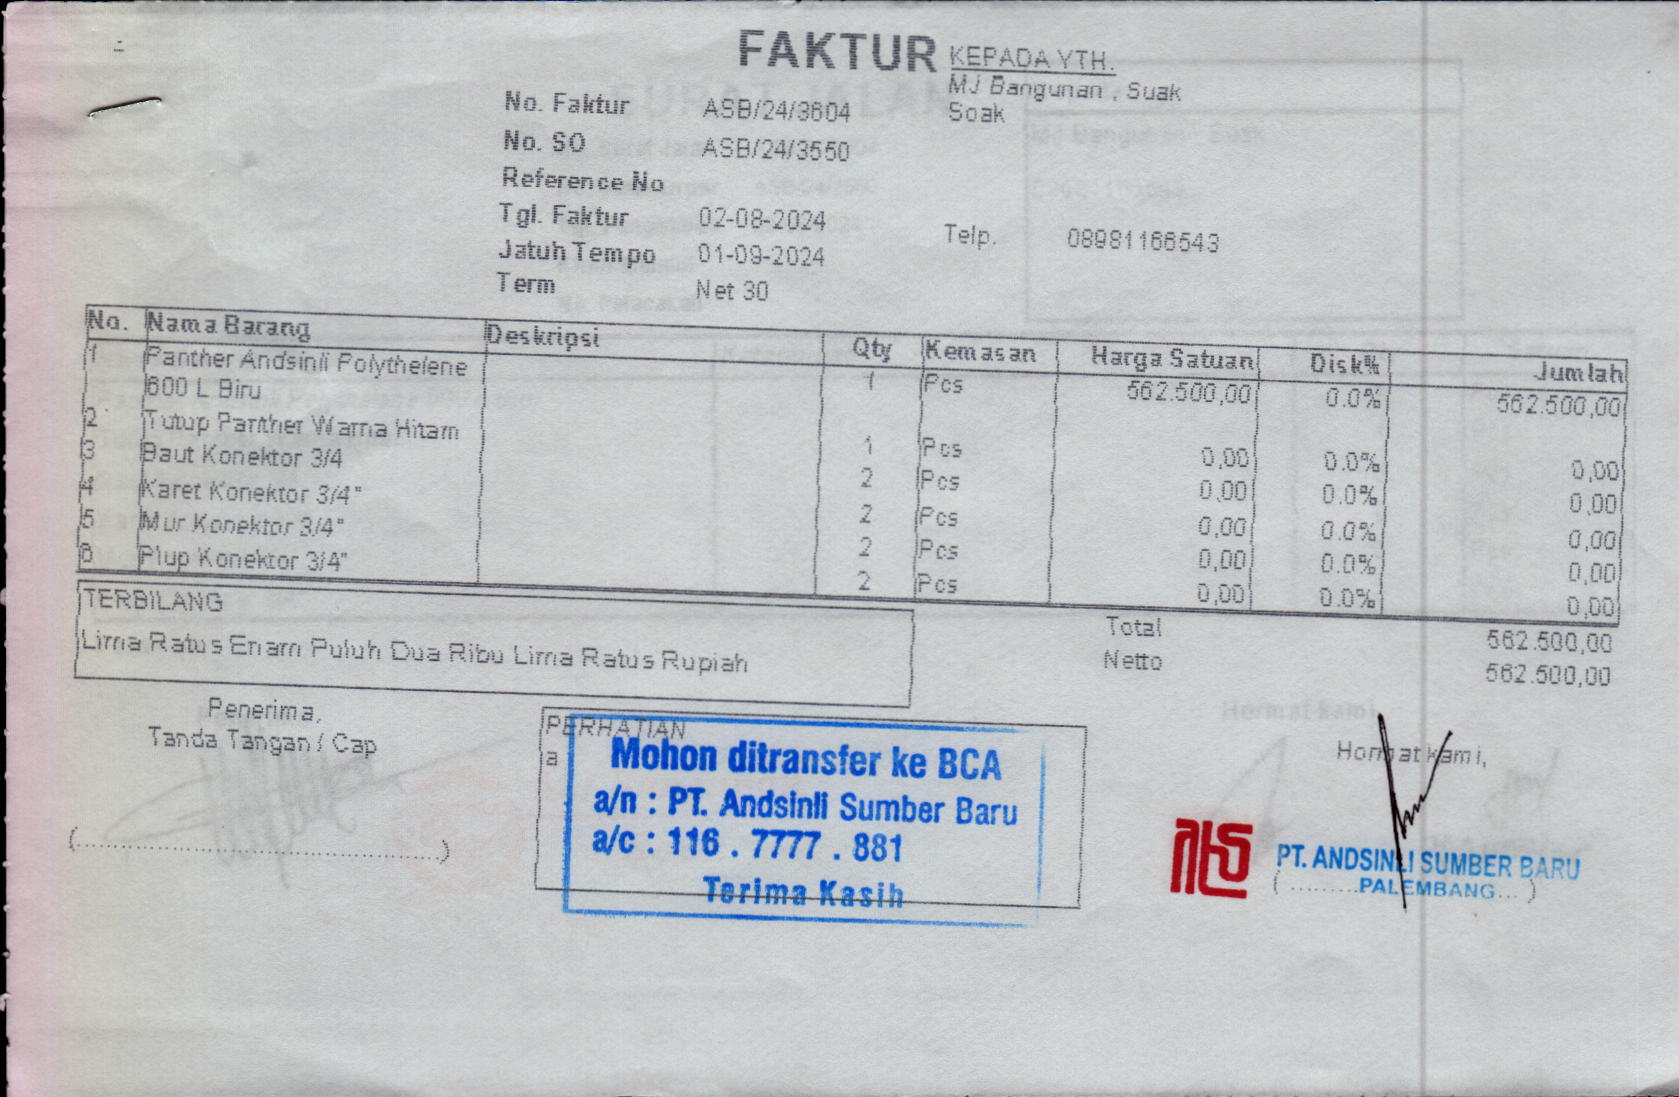 FAKTUR
KEPADA YTH.
MJ Bangunan , Suak
Soak
No. Faktur ASB/24/3604
No. SO ASB/24/3550
Reference No
Tgl. Faktur 02-08-2024
Jatuh Tempo 01-09-2024
Term Net 30
Telp. 08981166543
No. Nama Barang Deskripsi Qty Kemasan Harga Satuan Disk% Jumlah
1 Panther Andsinli Polythelene 600 L Biru 1 Pcs 562.500,00 0.0% 562.500,00
2 Tutup Panther Warna Hitam 1 Pcs 0,00 0.0% 0,00
3 Baut Konektor 3/4 2 Pcs 0,00 0.0% 0,00
4 Karet Konektor 3/4" 2 Pcs 0,00 0.0% 0,00
5 Mur Konektor 3/4" 2 Pcs 0,00 0.0% 0,00
6 Plup Konektor 3/4" 2 Pcs 0,00 0.0% 0,00
TERBILANG
Lima Ratus Enam Puluh Dua Ribu Lima Ratus Rupiah
Total 562.500,00
Netto 562.500,00
Penerima,
Tanda Tangan / Cap
PERHATIAN
a
Mohon ditransfer ke BCA
a/n : PT. Andsinli Sumber Baru
a/c : 116 . 7777 . 881
Terima Kasih
Hormat kami,
PT. ANDSINLI SUMBER BARU
PALEMBANG